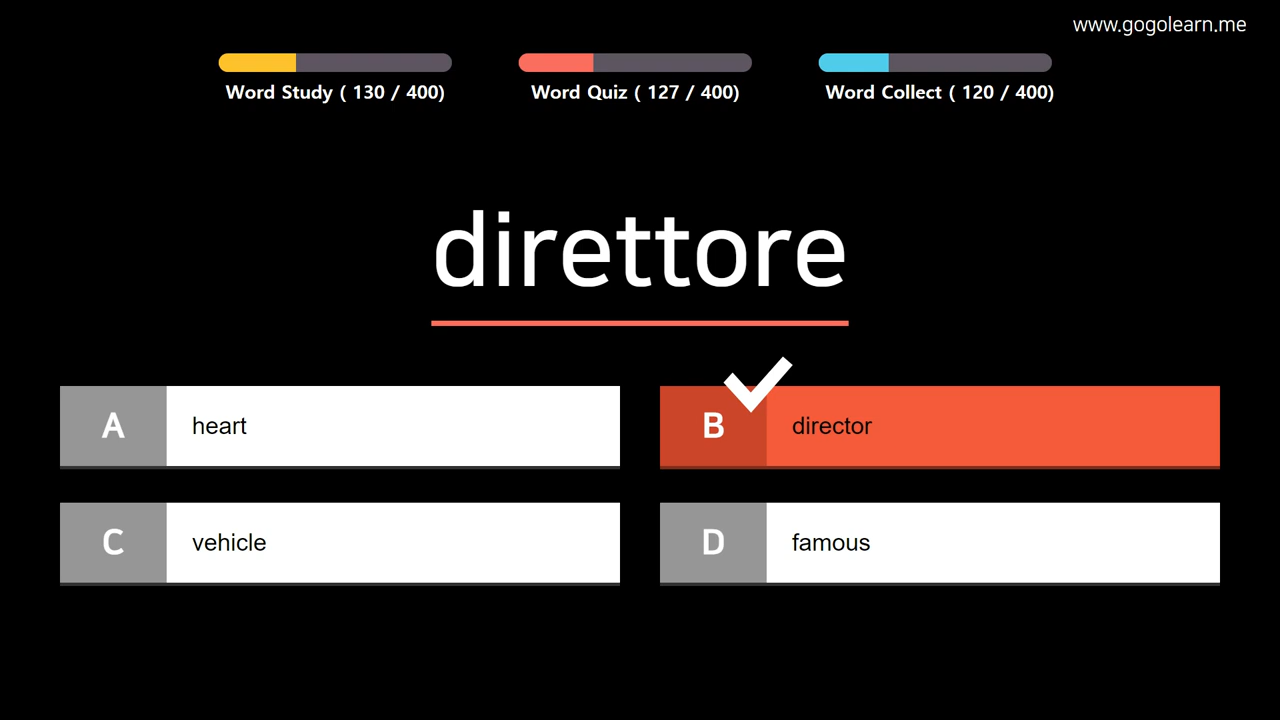 www.gogolearn.me
Word Study ( 130 / 400)
Word Quiz ( 127 / 400)
Word Collect ( 120 / 400)
direttore
A
heart
B
director
C
vehicle
D
famous